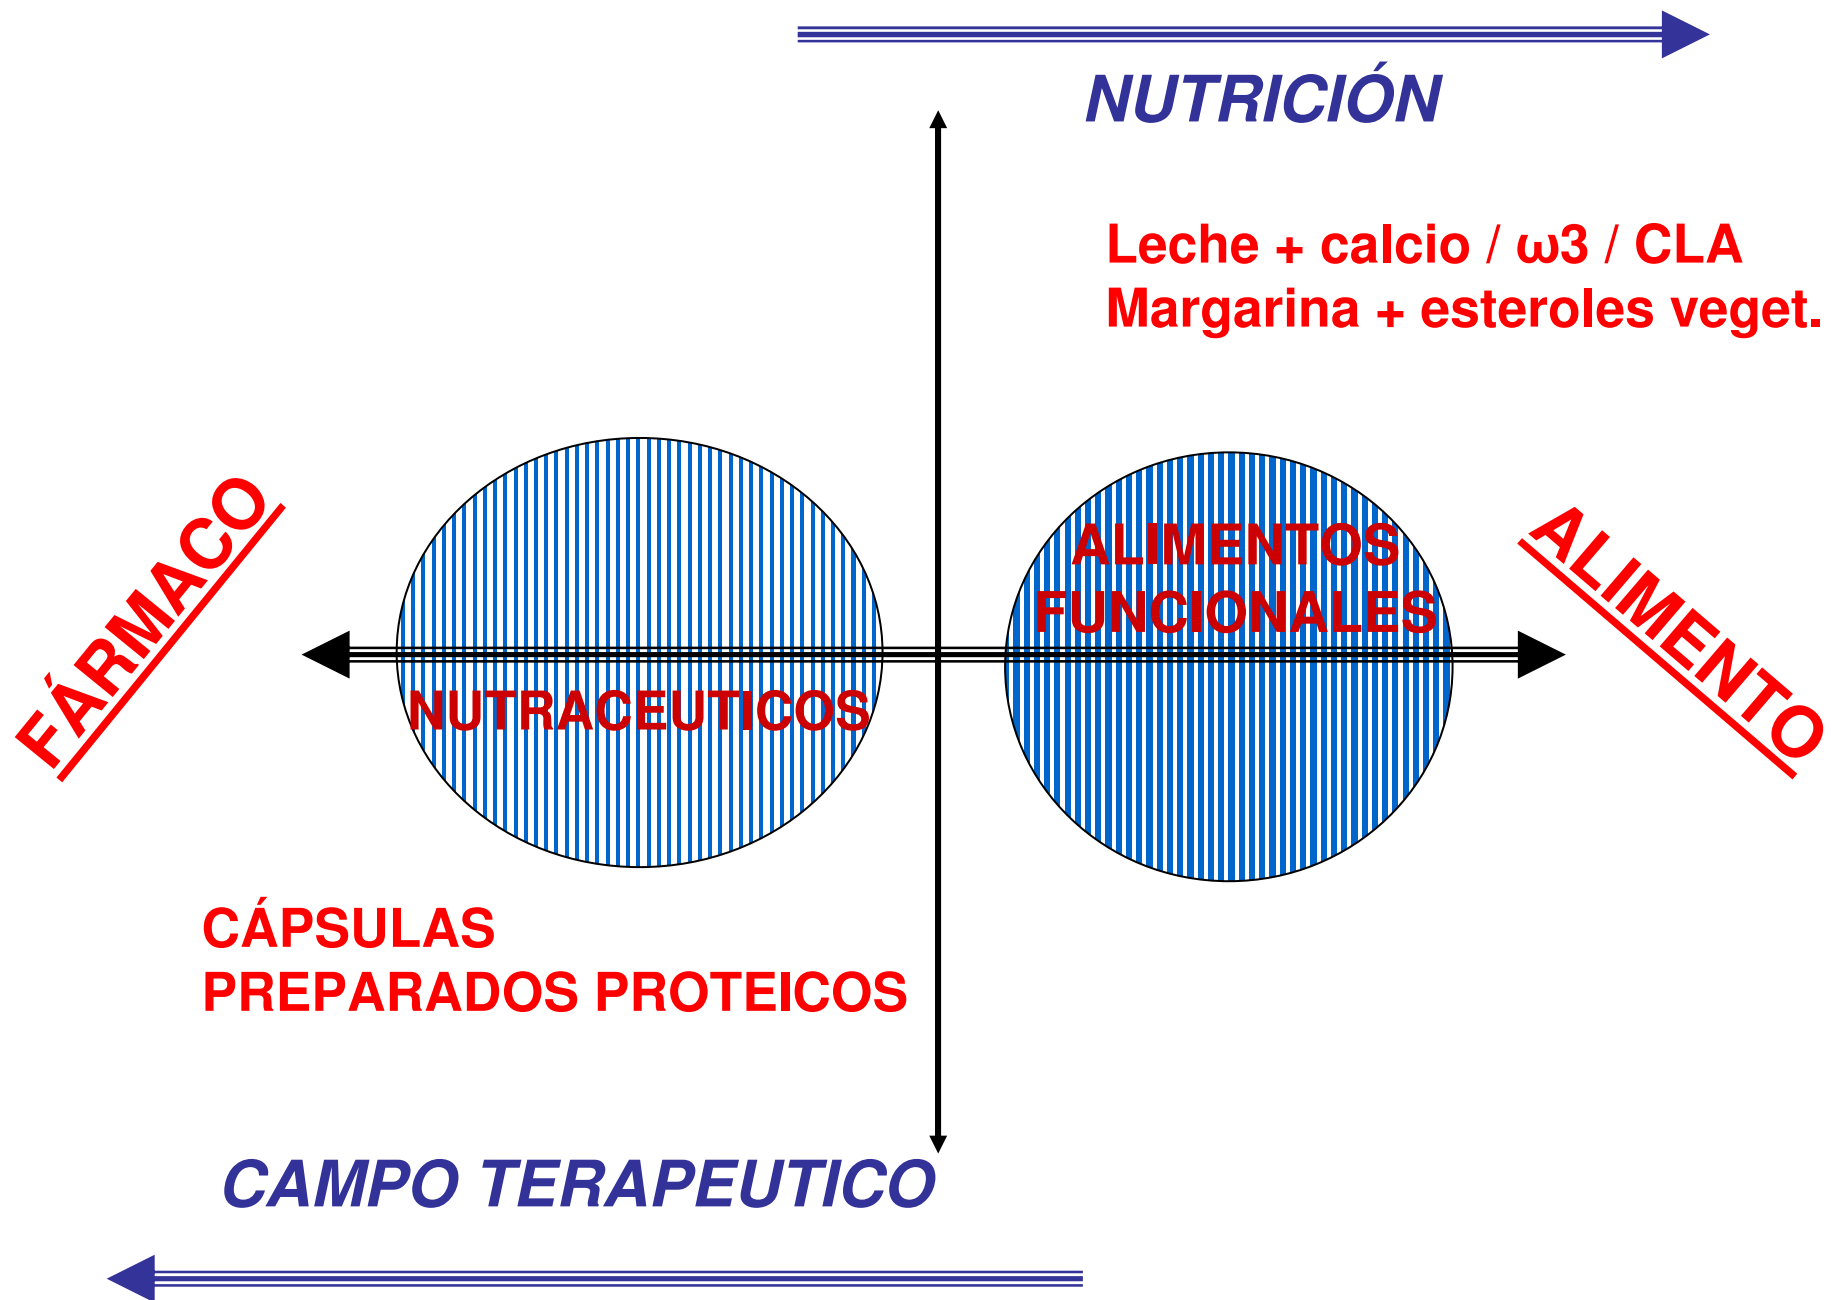 NUTRICIÓN
Leche + calcio / ω3 / CLA
Margarina + esteroles veget.
FÁRMACO
ALIMENTOS
FUNCIONALES
ALIMENTO
NUTRACEUTICOS
CÁPSULAS
PREPARADOS PROTEICOS
CAMPO TERAPEUTICO